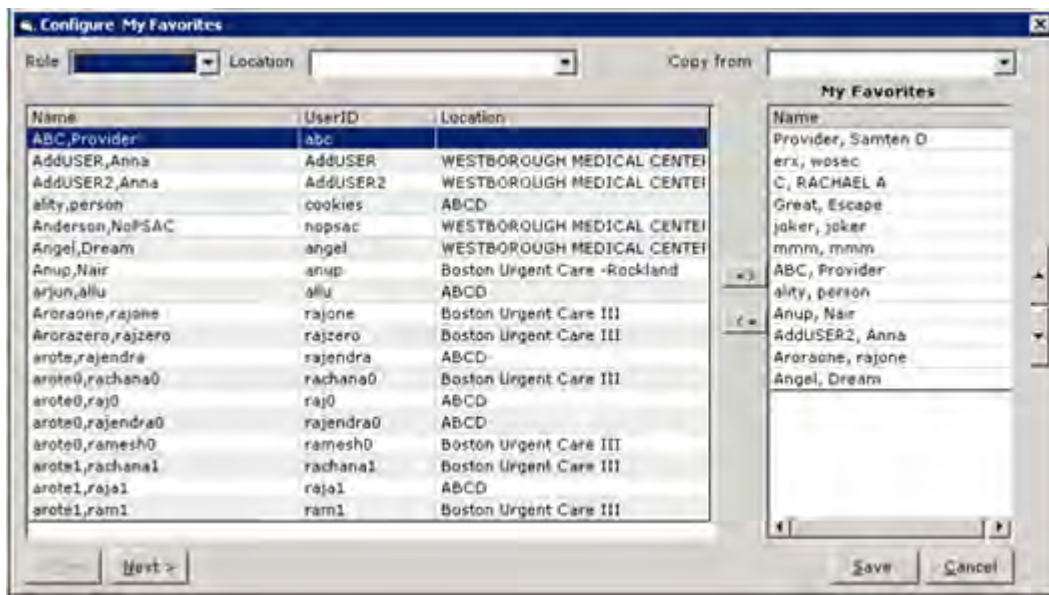 Configure My Favorites
Role Location Copy from
My Favorites
Name UserID Location
ABC,Provider abc
AddUSER,Anna AddUSER WESTBOROUGH MEDICAL CENTE
AddUSER2,Anna AddUSER2 WESTBOROUGH MEDICAL CENTE
ality,person cookies ABCD
Anderson,NoPSAC nopsac WESTBOROUGH MEDICAL CENTE
Angel,Dream angel WESTBOROUGH MEDICAL CENTE
Anup,Nair anup Boston Urgent Care -Rockland
arjun,allu allu ABCD
Aroraone,rajone rajone Boston Urgent Care III
Arorazero,rajzero rajzero Boston Urgent Care III
arote,rajendra rajendra ABCD
arote0,rachana0 rachana0 Boston Urgent Care III
arote0,raj0 raj0 ABCD
arote0,rajendra0 rajendra0 ABCD
arote0,ramesh0 ramesh0 Boston Urgent Care III
arote1,rachana1 rachana1 Boston Urgent Care III
arote1,raja1 raja1 ABCD
arote1,ram1 ram1 Boston Urgent Care III
Name
Provider, Samten D
erx, wosec
C, RACHAEL A
Great, Escape
joker, joker
mmm, mmm
ABC, Provider
ality, person
Anup, Nair
AddUSER2, Anna
Aroraone, rajone
Angel, Dream
=>
<=
Next >
Save Cancel